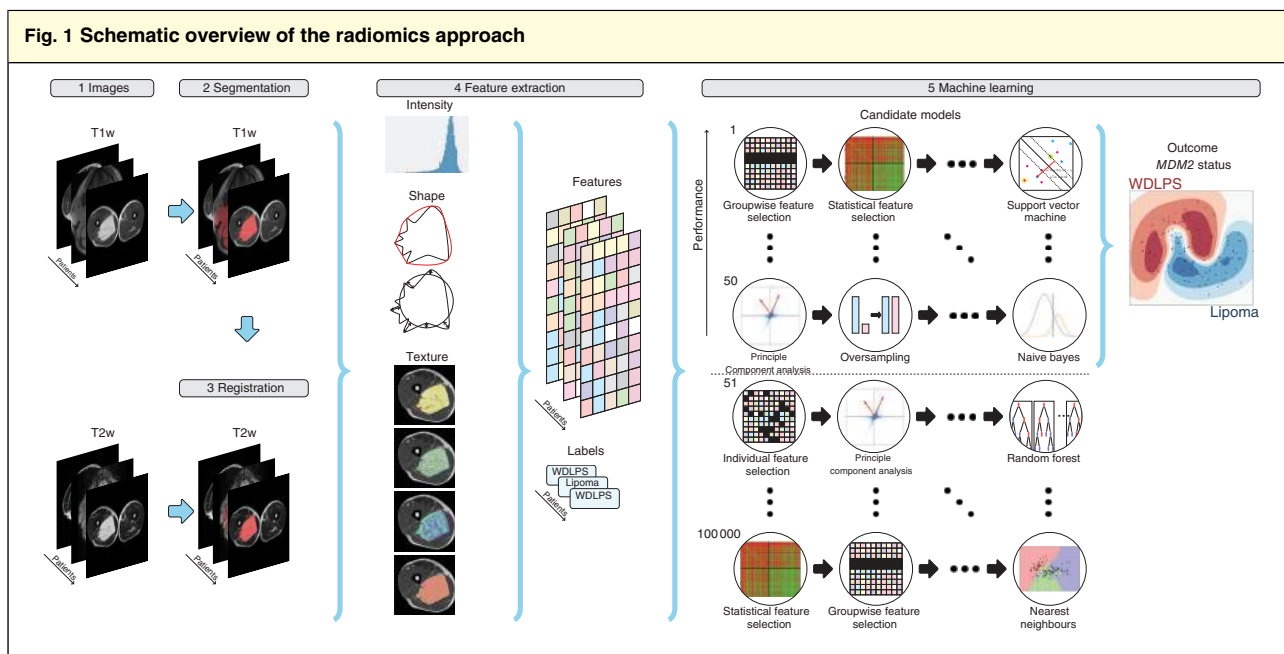 Fig. 1 Schematic overview of the radiomics approach
1 Images
2 Segmentation
T1w
T1w
Patients
Patients
3 Registration
T2w
T2w
Patients
Patients
4 Feature extraction
Intensity
Shape
Texture
Features
Patients
Labels
WDLPS
Lipoma
WDLPS
Patients
5 Machine learning
Candidate models
Performance
1
Groupwise feature
selection
Statistical feature
selection
Support vector
machine
50
Principle
Component analysis
Oversampling
Naive bayes
51
Individual feature
selection
Principle
component analysis
Random forest
100 000
Statistical feature
selection
Groupwise feature
selection
Nearest
neighbours
Outcome
MDM2 status
WDLPS
Lipoma